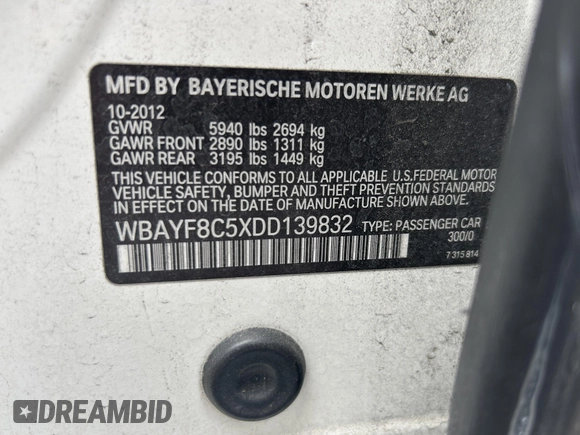 MFD BY BAYERISCHE MOTOREN WERKE AG
10-2012
GVWR 5940 lbs 2694 kg
GAWR FRONT 2890 lbs 1311 kg
GAWR REAR 3195 lbs 1449 kg
THIS VEHICLE CONFORMS TO ALL APPLICABLE U.S.FEDERAL MOTOR
VEHICLE SAFETY, BUMPER AND THEFT PREVENTION STANDARDS
IN EFFECT ON THE DATE OF MANUFACTURE SHOWN ABOVE.
WBAYF8C5XDD139832 TYPE: PASSENGER CAR
300/0
7 315 814
DREAMBID